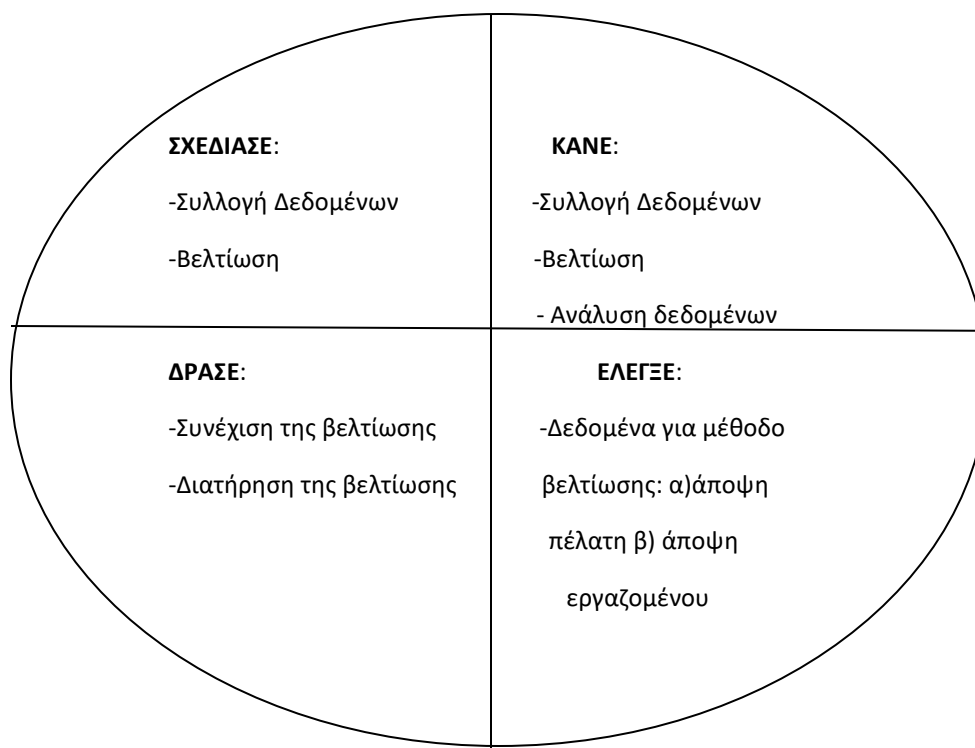 ΣΧΕΔΙΑΣΕ:
-Συλλογή Δεδομένων
-Βελτίωση
ΚΑΝΕ:
-Συλλογή Δεδομένων
-Βελτίωση
- Ανάλυση δεδομένων
ΔΡΑΣΕ:
-Συνέχιση της βελτίωσης
-Διατήρηση της βελτίωσης
ΕΛΕΓΞΕ:
-Δεδομένα για μέθοδο
βελτίωσης: α)άποψη
πέλατη β) άποψη
εργαζομένου